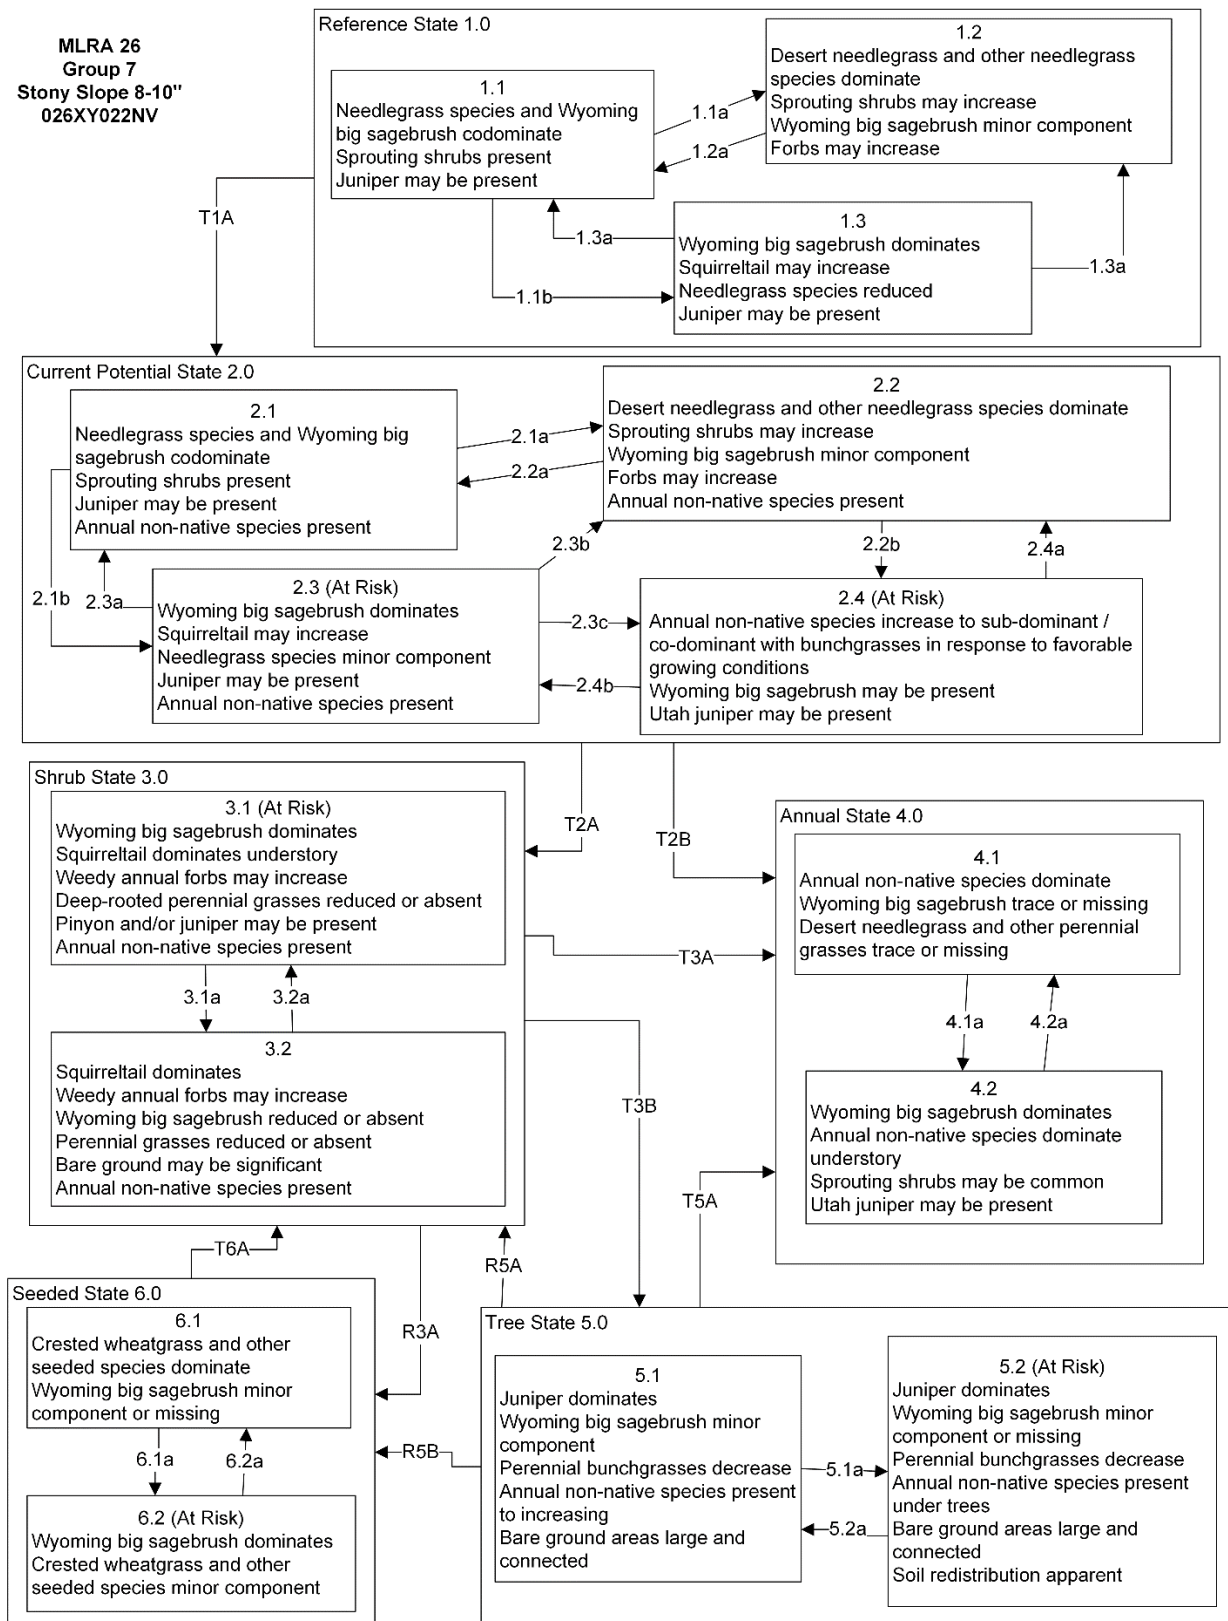 MLRA 26
Group 7
Stony Slope 8-10"
026XY022NV
Reference State 1.0
1.1
Needlegrass species and Wyoming
big sagebrush codominate
Sprouting shrubs present
Juniper may be present
1.1a
1.2a
1.2
Desert needlegrass and other needlegrass
species dominate
Sprouting shrubs may increase
Wyoming big sagebrush minor component
Forbs may increase
1.3a
1.1b
1.3
Wyoming big sagebrush dominates
Squirreltail may increase
Needlegrass species reduced
Juniper may be present
1.3a
T1A
Current Potential State 2.0
2.1
Needlegrass species and Wyoming big
sagebrush codominate
Sprouting shrubs present
Juniper may be present
Annual non-native species present
2.1a
2.2a
2.2
Desert needlegrass and other needlegrass species dominate
Sprouting shrubs may increase
Wyoming big sagebrush minor component
Forbs may increase
Annual non-native species present
2.3b
2.2b
2.4a
2.1b
2.3a
2.3 (At Risk)
Wyoming big sagebrush dominates
Squirreltail may increase
Needlegrass species minor component
Juniper may be present
Annual non-native species present
2.3c
2.4b
2.4 (At Risk)
Annual non-native species increase to sub-dominant /
co-dominant with bunchgrasses in response to favorable
growing conditions
Wyoming big sagebrush may be present
Utah juniper may be present
T2A
T2B
Shrub State 3.0
3.1 (At Risk)
Wyoming big sagebrush dominates
Squirreltail dominates understory
Weedy annual forbs may increase
Deep-rooted perennial grasses reduced or absent
Pinyon and/or juniper may be present
Annual non-native species present
3.1a
3.2a
3.2
Squirreltail dominates
Weedy annual forbs may increase
Wyoming big sagebrush reduced or absent
Perennial grasses reduced or absent
Bare ground may be significant
Annual non-native species present
T3A
T3B
Annual State 4.0
4.1
Annual non-native species dominate
Wyoming big sagebrush trace or missing
Desert needlegrass and other perennial
grasses trace or missing
4.1a
4.2a
4.2
Wyoming big sagebrush dominates
Annual non-native species dominate
understory
Sprouting shrubs may be common
Utah juniper may be present
T5A
T6A
R5A
R3A
R5B
Seeded State 6.0
6.1
Crested wheatgrass and other
seeded species dominate
Wyoming big sagebrush minor
component or missing
6.1a
6.2a
6.2 (At Risk)
Wyoming big sagebrush dominates
Crested wheatgrass and other
seeded species minor component
Tree State 5.0
5.1
Juniper dominates
Wyoming big sagebrush minor
component
Perennial bunchgrasses decrease
Annual non-native species present
to increasing
Bare ground areas large and
connected
5.1a
5.2a
5.2 (At Risk)
Juniper dominates
Wyoming big sagebrush minor
component or missing
Perennial bunchgrasses decrease
Annual non-native species present
under trees
Bare ground areas large and
connected
Soil redistribution apparent